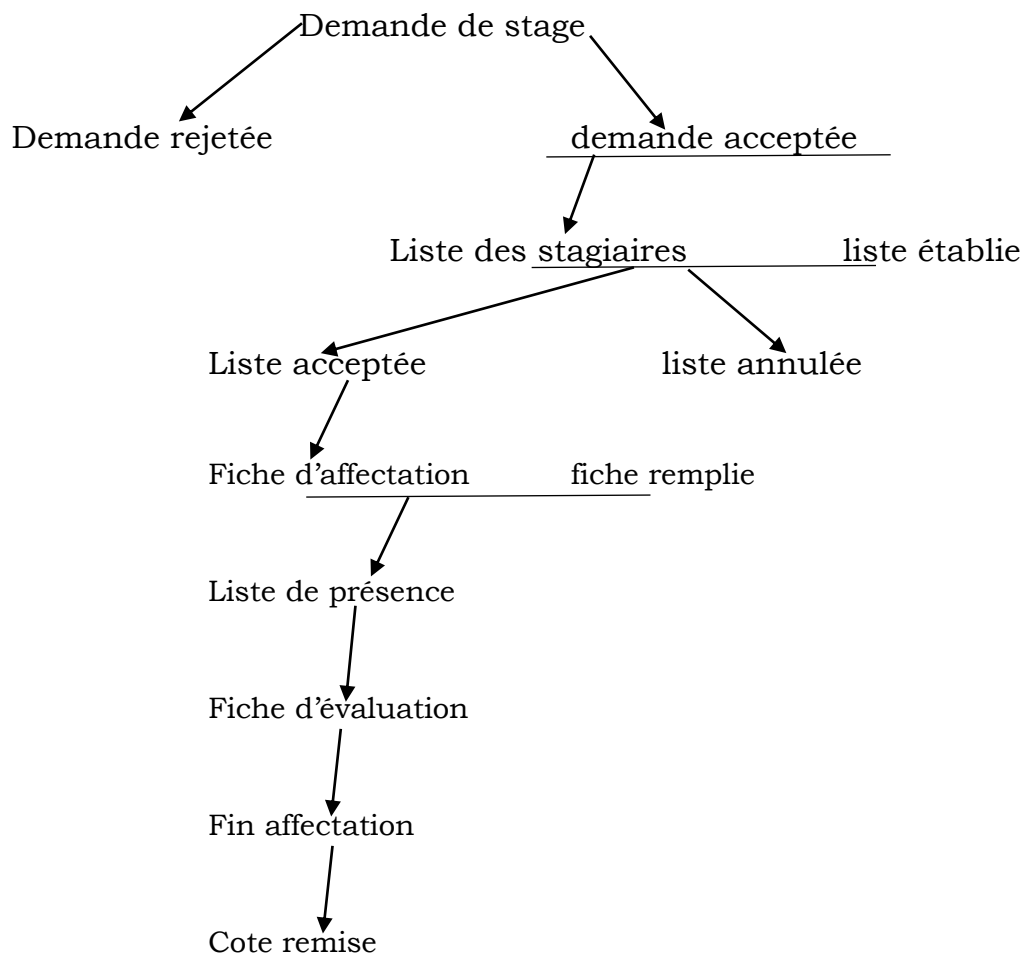 Demande de stage
Demande rejetée demande acceptée
Liste des stagiaires liste établie
Liste acceptée liste annulée
Fiche d’affectation fiche remplie
Liste de présence
Fiche d’évaluation
Fin affectation
Cote remise